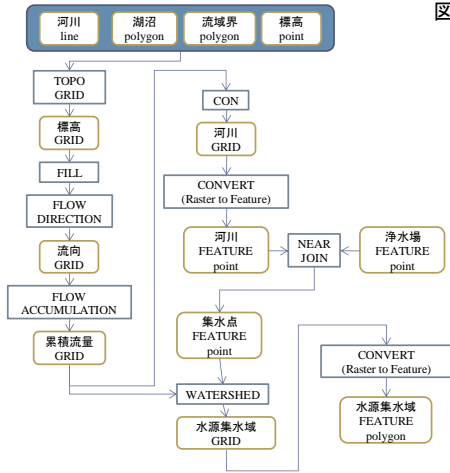 図
河川
line
湖沼
polygon
流域界
polygon
標高
point
TOPO
GRID
標高
GRID
FILL
FLOW
DIRECTION
流向
GRID
FLOW
ACCUMULATION
累積流量
GRID
CON
河川
GRID
CONVERT
(Raster to Feature)
河川
FEATURE
point
NEAR
JOIN
浄水場
FEATURE
point
集水点
FEATURE
point
WATERSHED
水源集水域
GRID
CONVERT
(Raster to Feature)
水源集水域
FEATURE
polygon